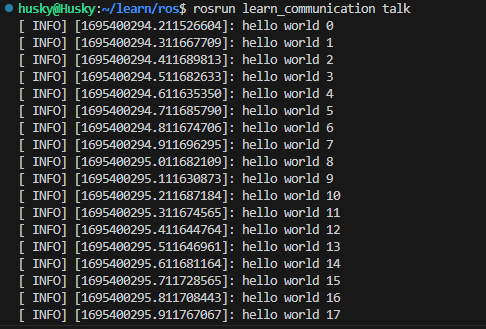 husky@Husky:~/learn/ros$ rosrun learn_communication talk
[ INFO] [1695400294.211526604]: hello world 0
[ INFO] [1695400294.311667709]: hello world 1
[ INFO] [1695400294.411689813]: hello world 2
[ INFO] [1695400294.511682633]: hello world 3
[ INFO] [1695400294.611635350]: hello world 4
[ INFO] [1695400294.711685790]: hello world 5
[ INFO] [1695400294.811674706]: hello world 6
[ INFO] [1695400294.911696295]: hello world 7
[ INFO] [1695400295.011682109]: hello world 8
[ INFO] [1695400295.111630873]: hello world 9
[ INFO] [1695400295.211687184]: hello world 10
[ INFO] [1695400295.311674565]: hello world 11
[ INFO] [1695400295.411644764]: hello world 12
[ INFO] [1695400295.511646961]: hello world 13
[ INFO] [1695400295.611681164]: hello world 14
[ INFO] [1695400295.711728565]: hello world 15
[ INFO] [1695400295.811708443]: hello world 16
[ INFO] [1695400295.911767067]: hello world 17